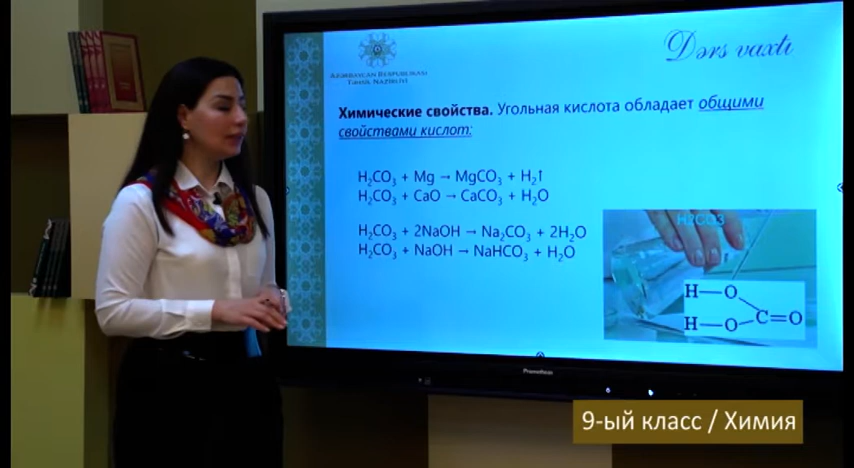 Dərs vaxtı
AZƏRBAYCAN RESPUBLİKASI
TƏHSİL NAZİRLİYİ
Химические свойства. Угольная кислота обладает общими
свойствами кислот:
H₂CO₃ + Mg → MgCO₃ + H₂↑
H₂CO₃ + CaO → CaCO₃ + H₂O
H₂CO₃ + 2NaOH → Na₂CO₃ + 2H₂O
H₂CO₃ + NaOH → NaHCO₃ + H₂O
H2CO3
H—O
C=O
H—O
Promethean
9-ый класс / Химия